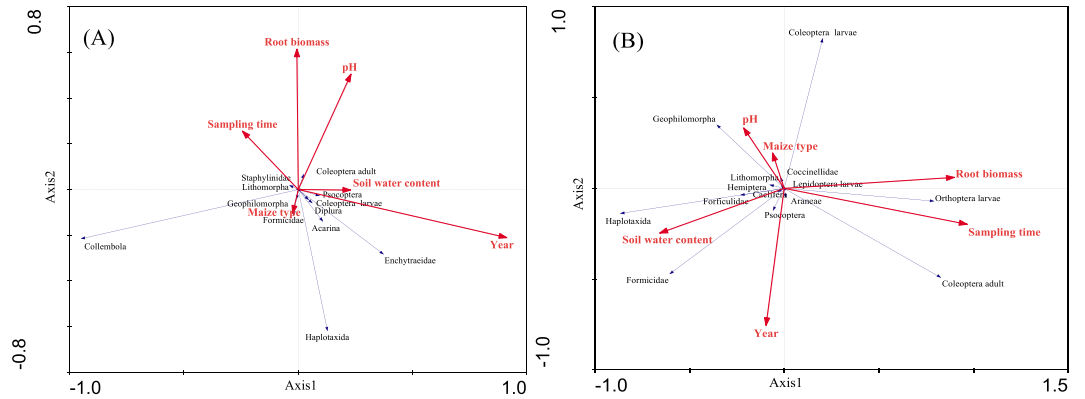 0.8
(A)
Root biomass
pH
Sampling time
Coleoptera adult
Staphylinidae
Lithomorpha
Soil water content
Psocoptera
Geophilomorpha
Coleoptera larvae
Maize type
Diplura
Formicidae
Acarina
Year
Collembola
Enchytraeidae
Haplotaxida
Axis2
-0.8
-1.0
Axis1
1.0
1.0
(B)
Coleoptera larvae
Geophilomorpha
pH
Maize type
Coccinellidae
Lithomorpha
Lepidoptera larvae
Root biomass
Hemiptera
Forficulidae
Araneae
Orthoptera larvae
Psocoptera
Haplotaxida
Sampling time
Soil water content
Formicidae
Coleoptera adult
Year
Axis2
-1.0
-1.0
Axis1
1.5